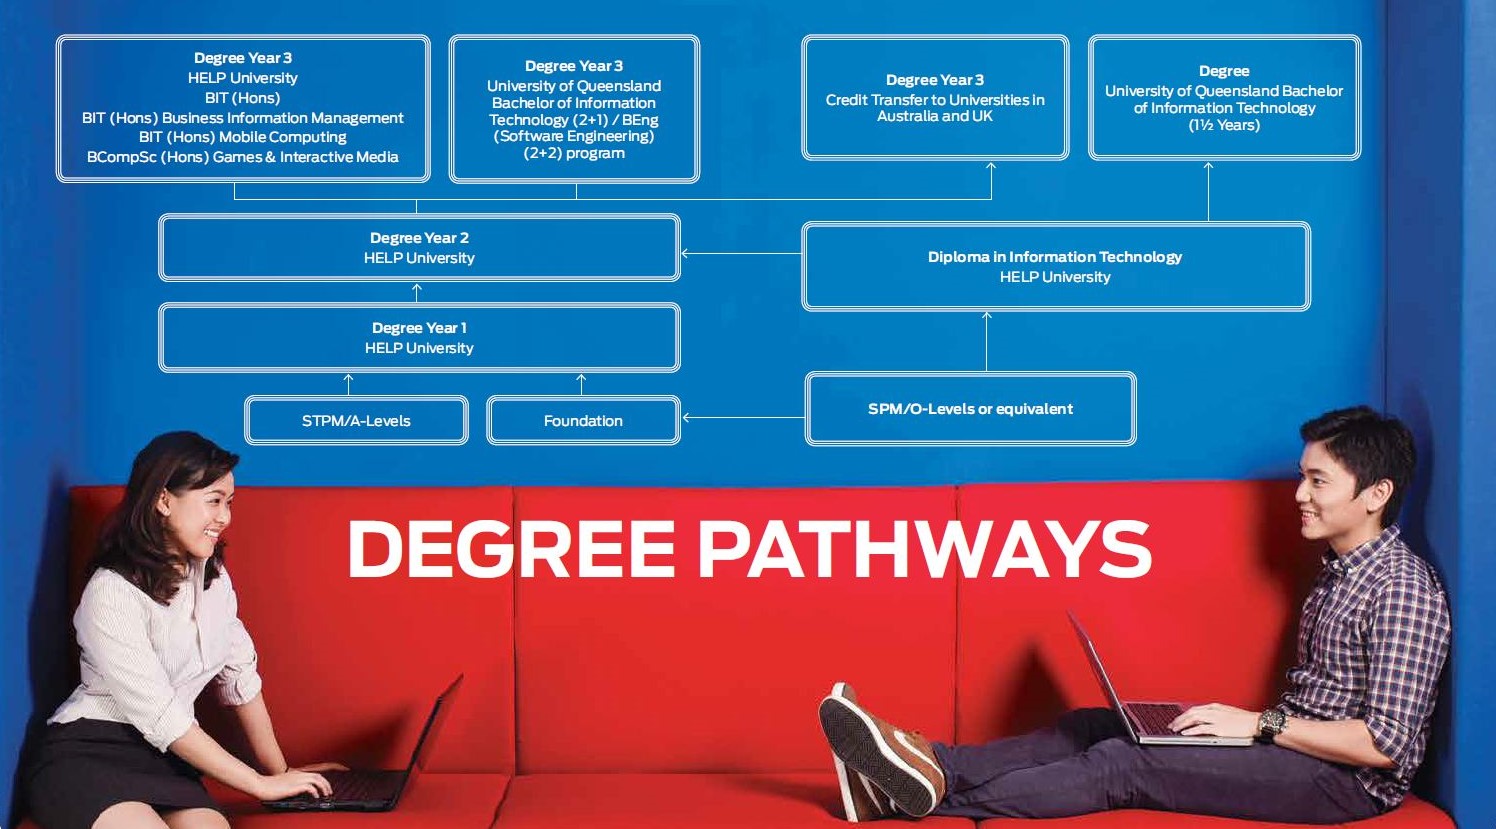 Degree Year 3
HELP University
BIT (Hons)
BIT (Hons) Business Information Management
BIT (Hons) Mobile Computing
BCompSc (Hons) Games & Interactive Media
Degree Year 3
University of Queensland
Bachelor of Information
Technology (2+1) / BEng
(Software Engineering)
(2+2) program
Degree Year 3
Credit Transfer to Universities in
Australia and UK
Degree
University of Queensland Bachelor
of Information Technology
(1½ Years)
Degree Year 2
HELP University
Diploma in Information Technology
HELP University
Degree Year 1
HELP University
STPM/A-Levels
Foundation
SPM/O-Levels or equivalent
DEGREE PATHWAYS